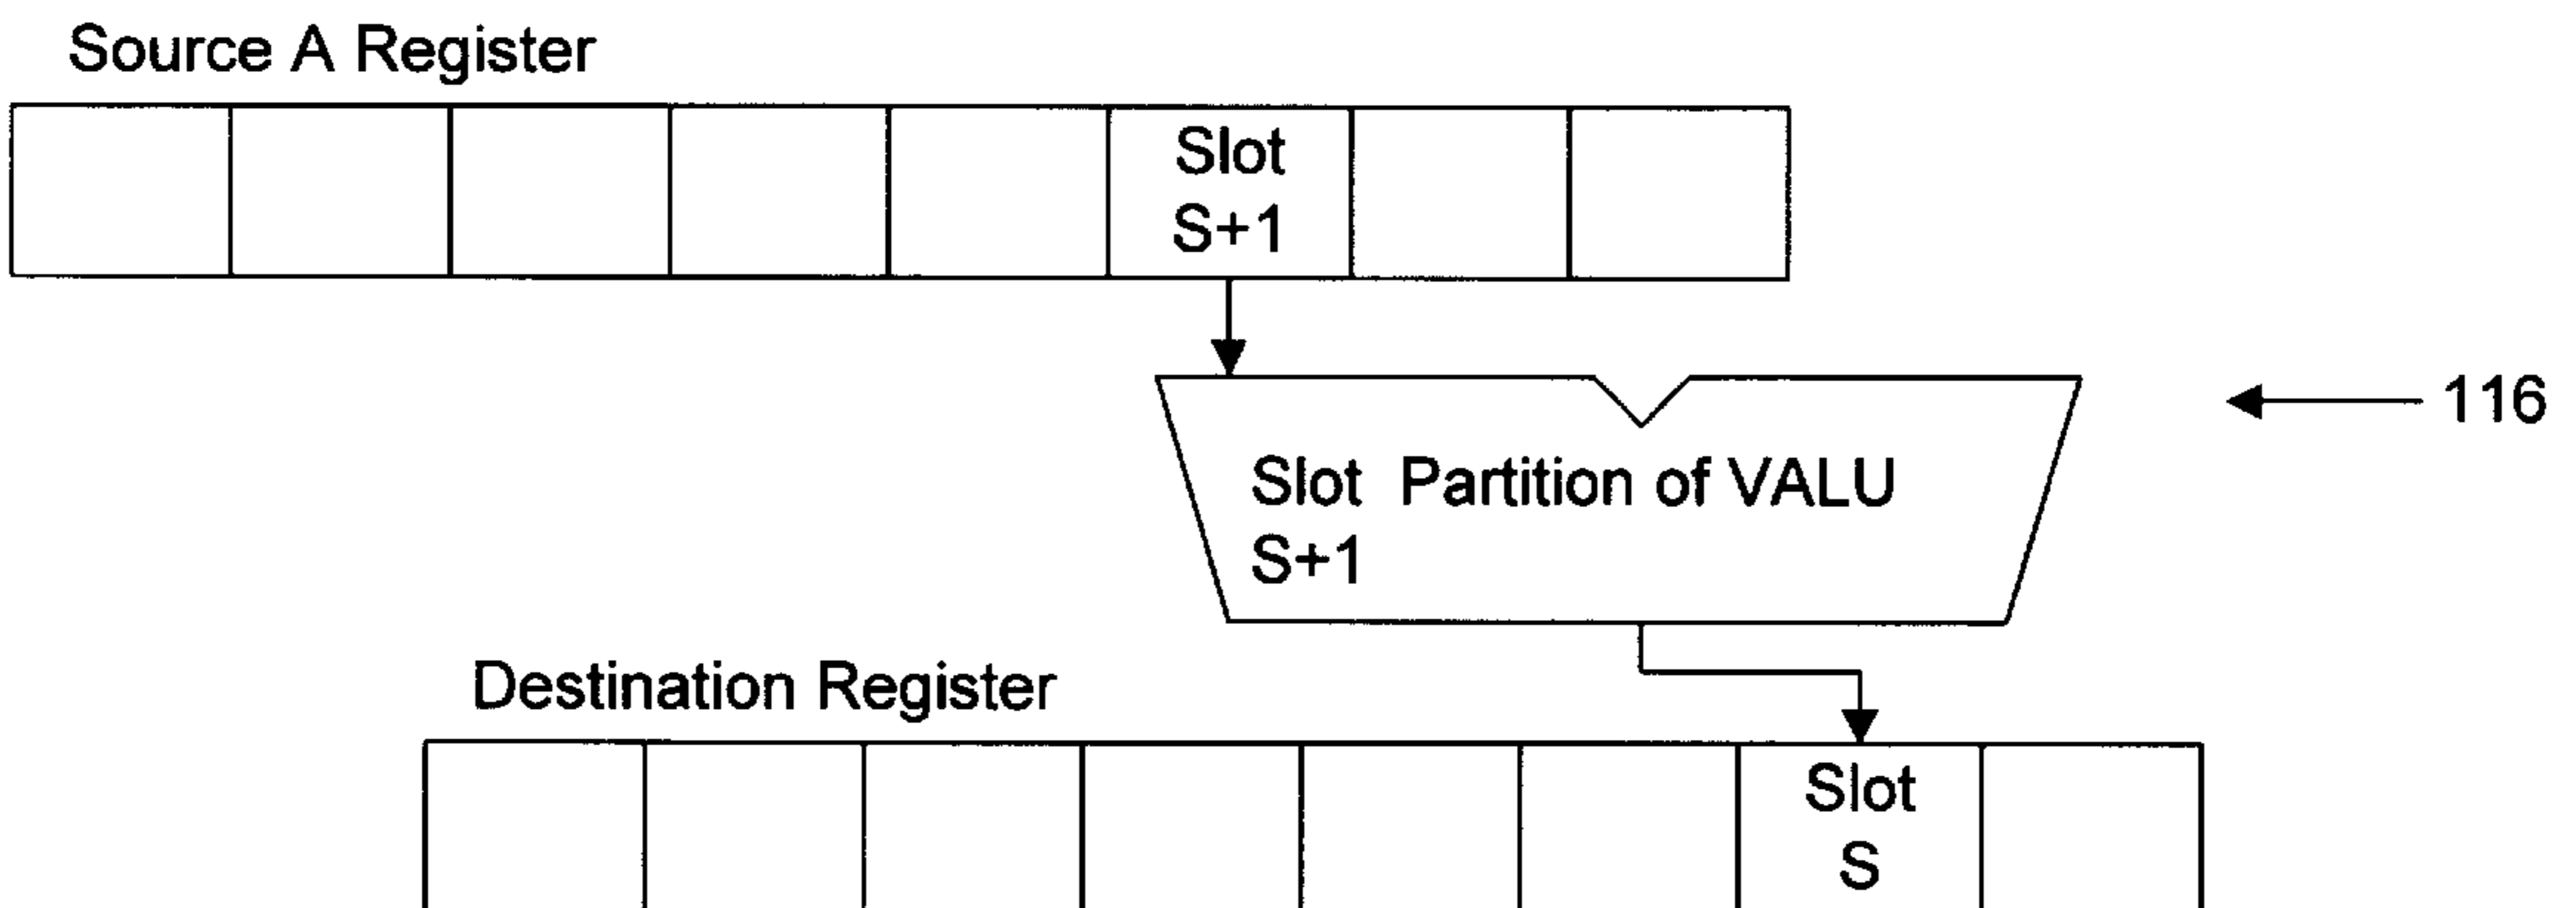 Source A Register
Slot
S+1
116
Slot Partition of VALU
S+1
Destination Register
Slot
S